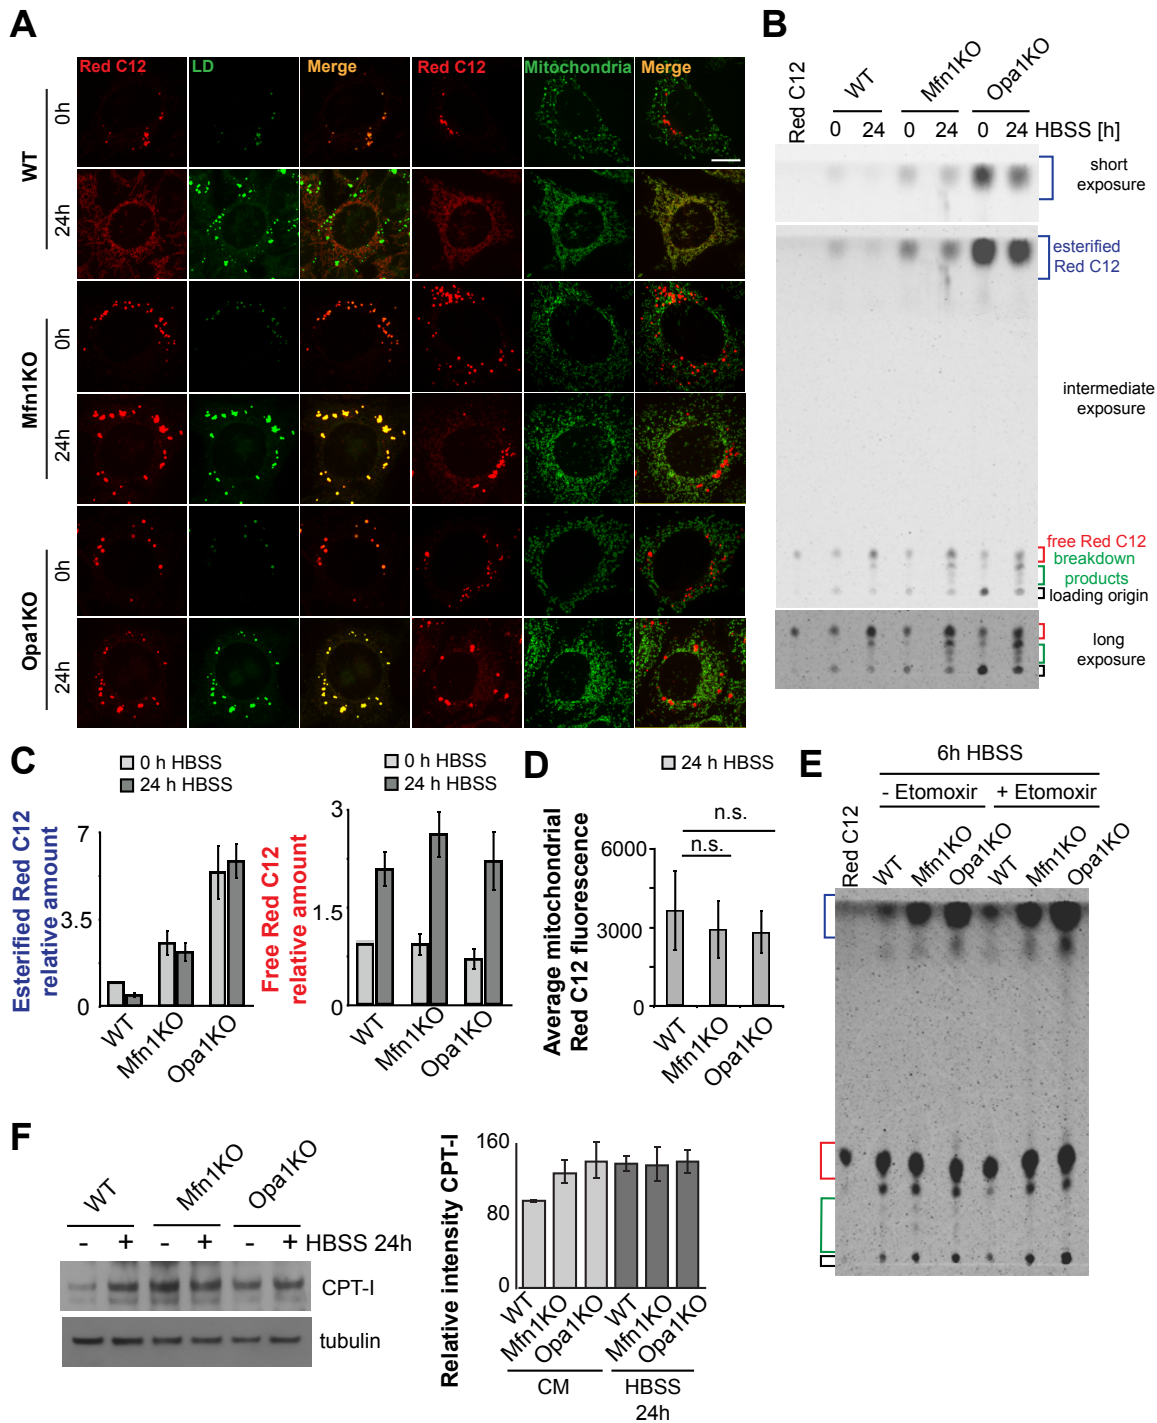 A
Red C12 LD Merge Red C12 Mitochondria Merge
WT
0h
24h
Mfn1KO
0h
24h
Opa1KO
0h
24h
B
Red C12 WT Mfn1KO Opa1KO
0 24 0 24 0 24 HBSS [h]
short
exposure
esterified
Red C12
intermediate
exposure
free Red C12
breakdown
products
loading origin
long
exposure
C
0 h HBSS
24 h HBSS
Esterified Red C12
relative amount
7
3.5
0
WT Mfn1KO Opa1KO
0 h HBSS
24 h HBSS
Free Red C12
relative amount
3
1.5
0
WT Mfn1KO Opa1KO
D
24 h HBSS
Average mitochondrial
Red C12 fluorescence
n.s.
n.s.
6000
3000
0
WT Mfn1KO Opa1KO
E
6h HBSS
- Etomoxir + Etomoxir
Red C12 WT Mfn1KO Opa1KO WT Mfn1KO Opa1KO
F
WT Mfn1KO Opa1KO
- + - + - + HBSS 24h
CPT-I
tubulin
Relative intensity CPT-I
160
80
0
WT Mfn1KO Opa1KO WT Mfn1KO Opa1KO
CM HBSS
24h